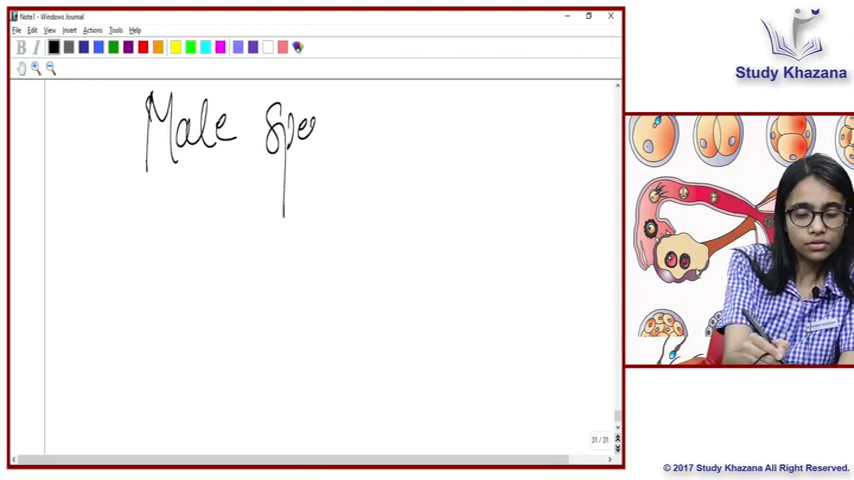 Note1 - Windows Journal
File Edit View Insert Actions Tools Help
B I
Male Spe
31 / 31
Study Khazana
© 2017 Study Khazana All Right Reserved.